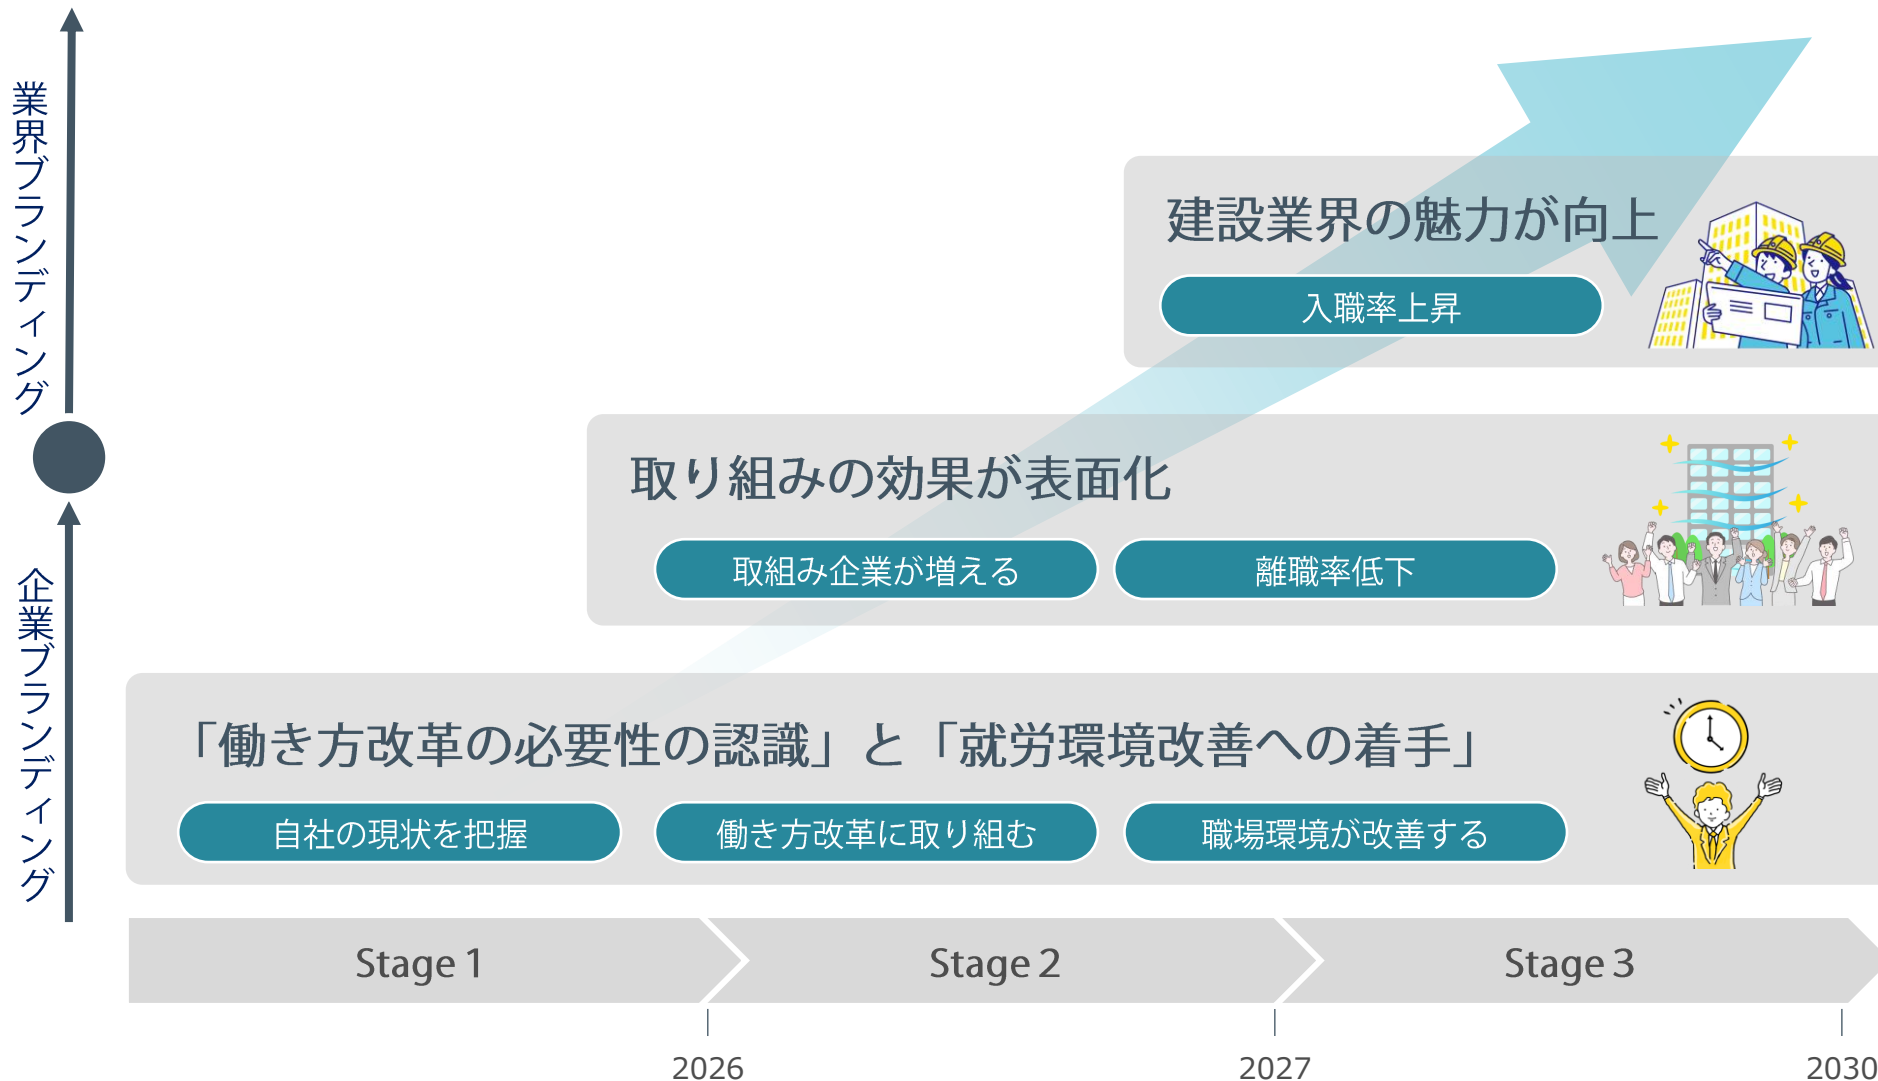 業界ブランディング
建設業界の魅力が向上
入職率上昇
取り組みの効果が表面化
取組み企業が増える
離職率低下
企業ブランディング
「働き方改革の必要性の認識」と「就労環境改善への着手」
自社の現状を把握
働き方改革に取り組む
職場環境が改善する
Stage 1
Stage 2
Stage 3
2026
2027
2030